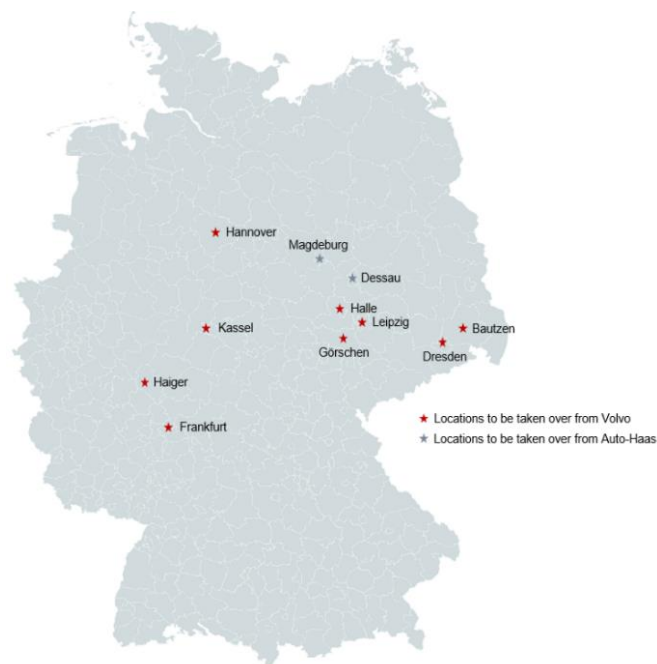 Hannover
Magdeburg
Dessau
Halle
Leipzig
Bautzen
Kassel
Görschen
Dresden
Haiger
Locations to be taken over from Volvo
Frankfurt
Locations to be taken over from Auto-Haas